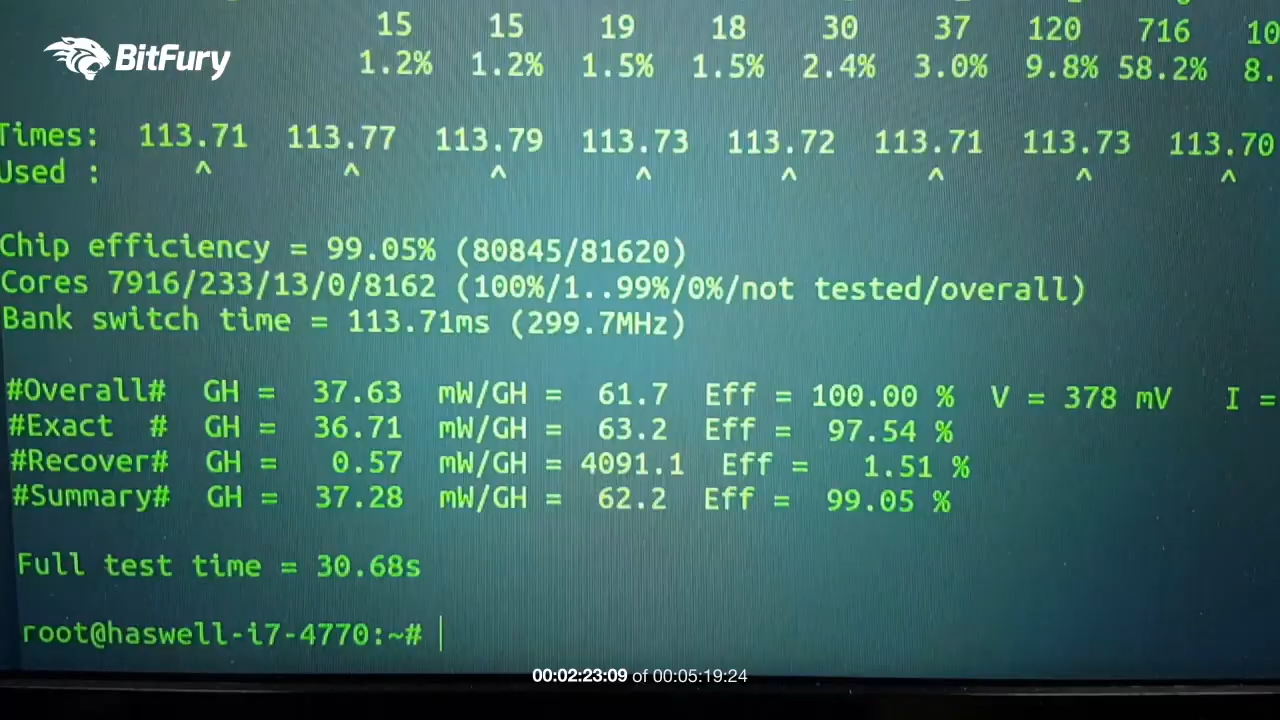 BitFury
15 15 19 18 30 37 120 716 10
1.2% 1.2% 1.5% 1.5% 2.4% 3.0% 9.8% 58.2% 8.
Times: 113.71 113.77 113.79 113.73 113.72 113.71 113.73 113.70
Used : ^ ^ ^ ^ ^ ^ ^ ^
Chip efficiency = 99.05% (80845/81620)
Cores 7916/233/13/0/8162 (100%/1..99%/0%/not tested/overall)
Bank switch time = 113.71ms (299.7MHz)
#Overall# GH = 37.63 mW/GH = 61.7 Eff = 100.00 % V = 378 mV I =
#Exact # GH = 36.71 mW/GH = 63.2 Eff = 97.54 %
#Recover# GH = 0.57 mW/GH = 4091.1 Eff = 1.51 %
#Summary# GH = 37.28 mW/GH = 62.2 Eff = 99.05 %
Full test time = 30.68s
root@haswell-i7-4770:~#
00:02:23:09 of 00:05:19:24